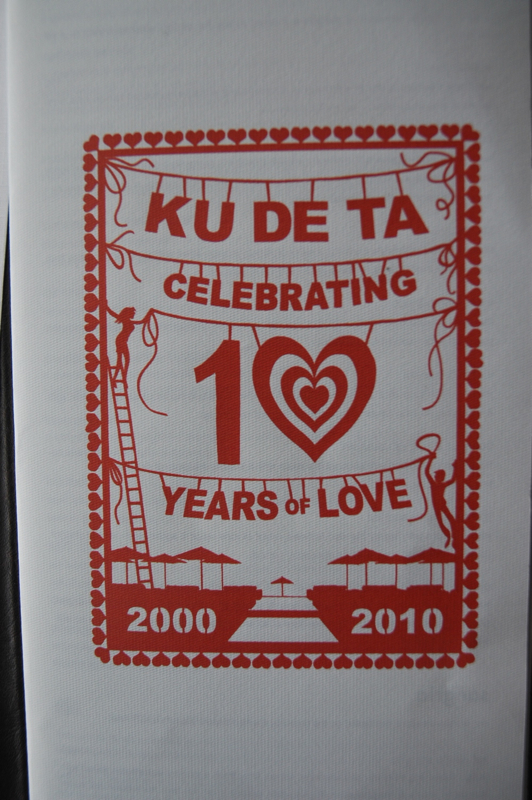 KU DE TA
CELEBRATING
10
YEARS OF LOVE
2000 2010